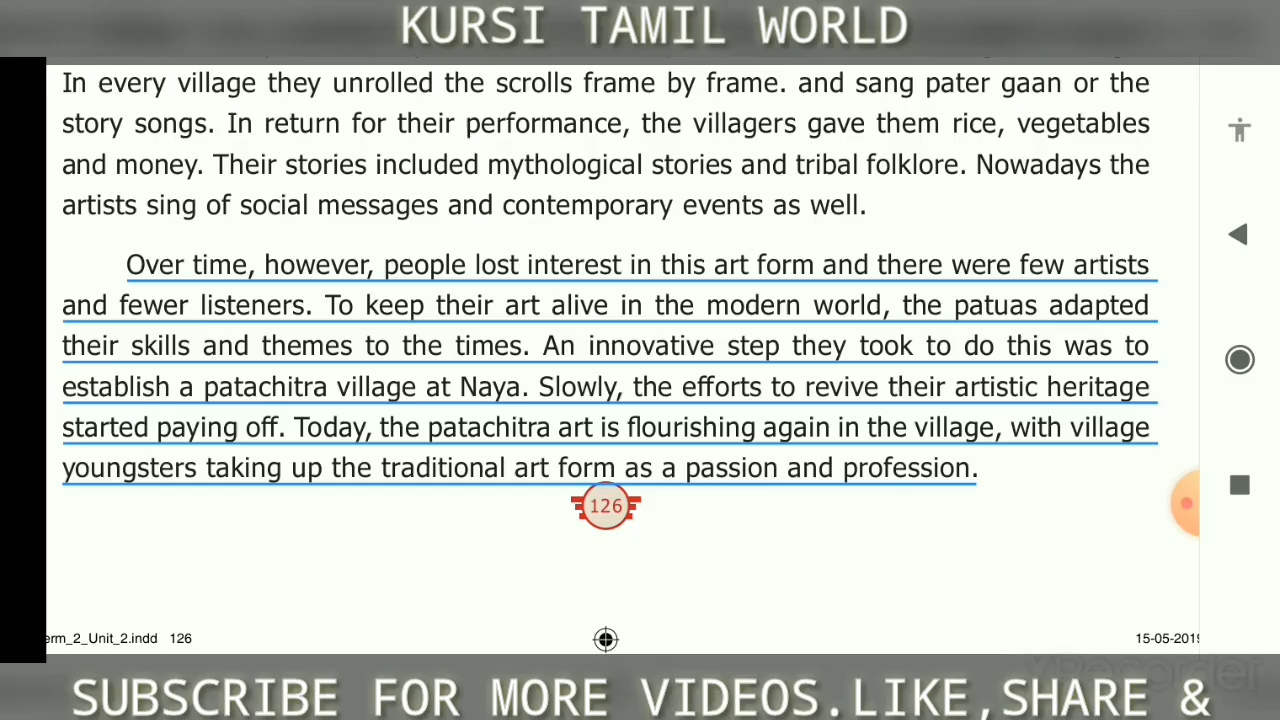 KURSI TAMIL WORLD
In every village they unrolled the scrolls frame by frame. and sang pater gaan or the
story songs. In return for their performance, the villagers gave them rice, vegetables
and money. Their stories included mythological stories and tribal folklore. Nowadays the
artists sing of social messages and contemporary events as well.
Over time, however, people lost interest in this art form and there were few artists
and fewer listeners. To keep their art alive in the modern world, the patuas adapted
their skills and themes to the times. An innovative step they took to do this was to
establish a patachitra village at Naya. Slowly, the efforts to revive their artistic heritage
started paying off. Today, the patachitra art is flourishing again in the village, with village
youngsters taking up the traditional art form as a passion and profession.
126
erm_2_Unit_2.indd 126
15-05-2019
XRecorder
SUBSCRIBE FOR MORE VIDEOS.LIKE,SHARE &